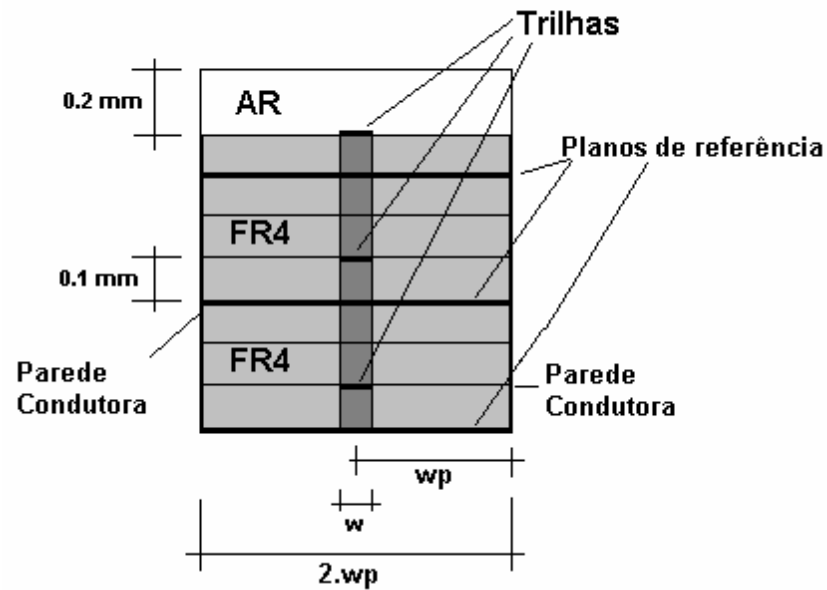 Trilhas
0.2 mm
AR
Planos de referência
FR4
0.1 mm
FR4
Parede
Condutora
Parede
Condutora
wp
w
2.wp